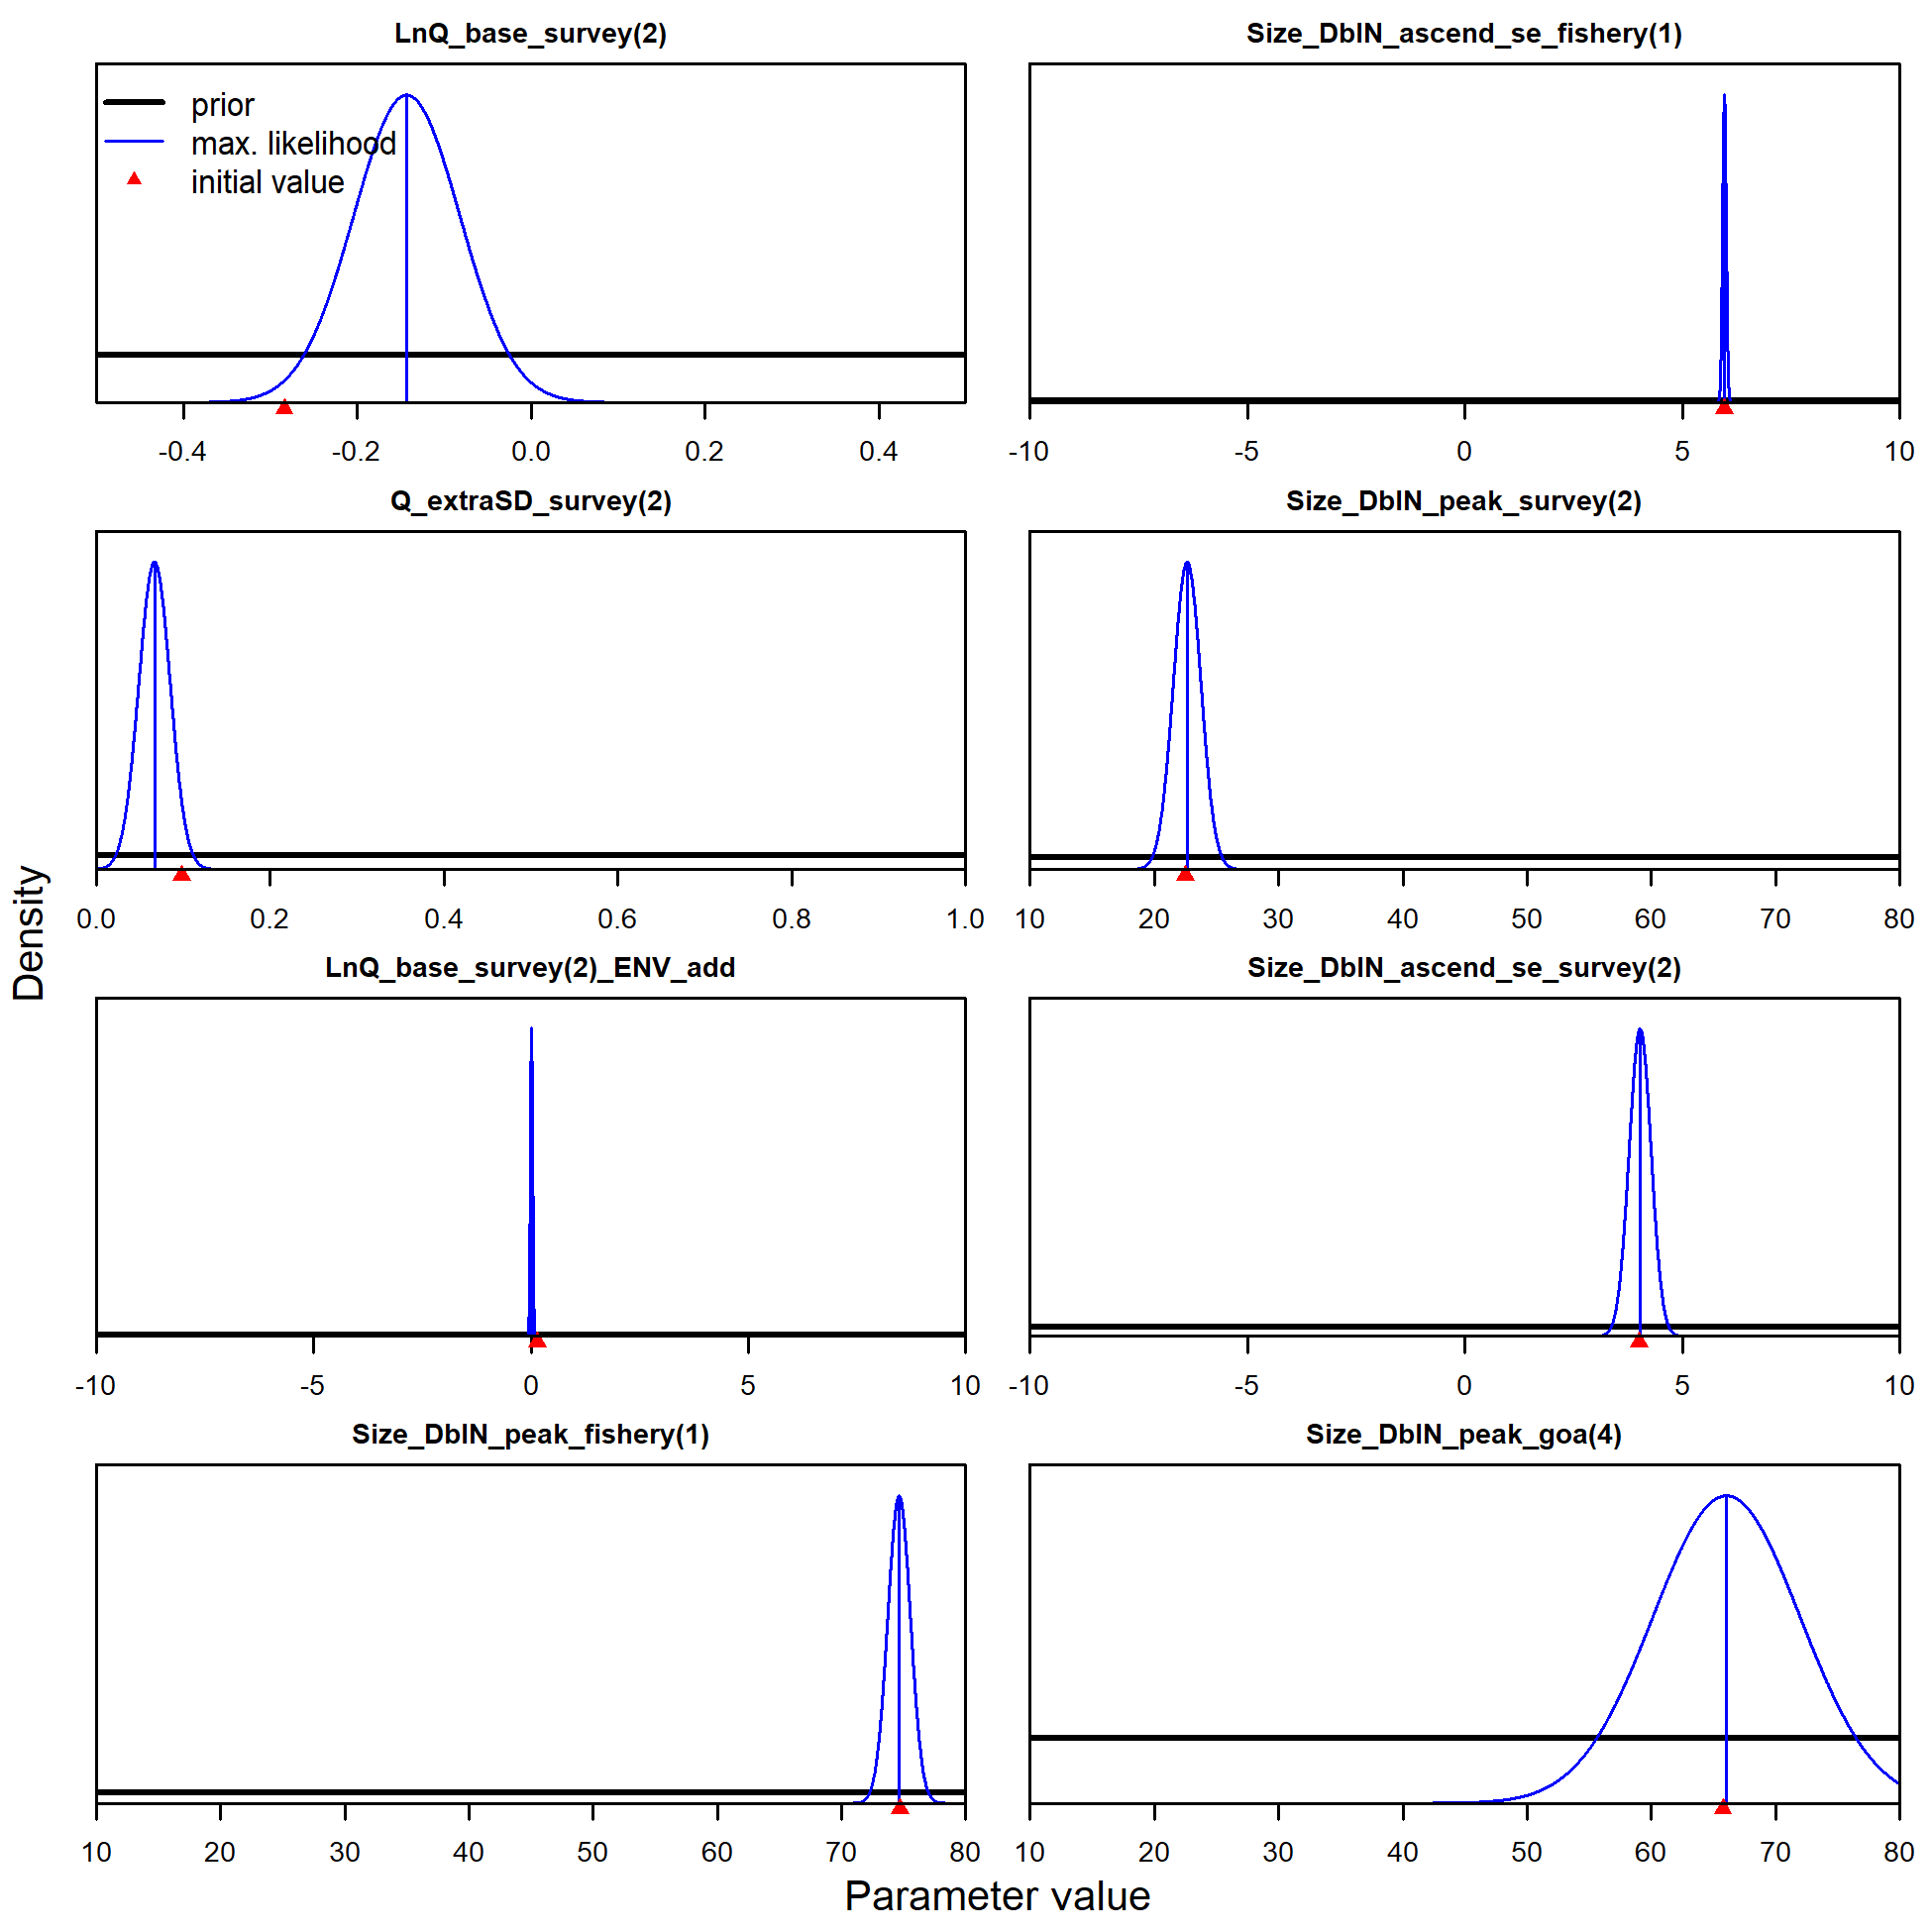 LnQ_base_survey(2)
prior
max. likelihood
initial value
-0.4 -0.2 0.0 0.2 0.4
Size_DblN_ascend_se_fishery(1)
-10 -5 0 5 10
Q_extraSD_survey(2)
0.0 0.2 0.4 0.6 0.8 1.0
Size_DblN_peak_survey(2)
10 20 30 40 50 60 70 80
LnQ_base_survey(2)_ENV_add
-10 -5 0 5 10
Size_DblN_ascend_se_survey(2)
-10 -5 0 5 10
Size_DblN_peak_fishery(1)
10 20 30 40 50 60 70 80
Size_DblN_peak_goa(4)
10 20 30 40 50 60 70 80
Density
Parameter value